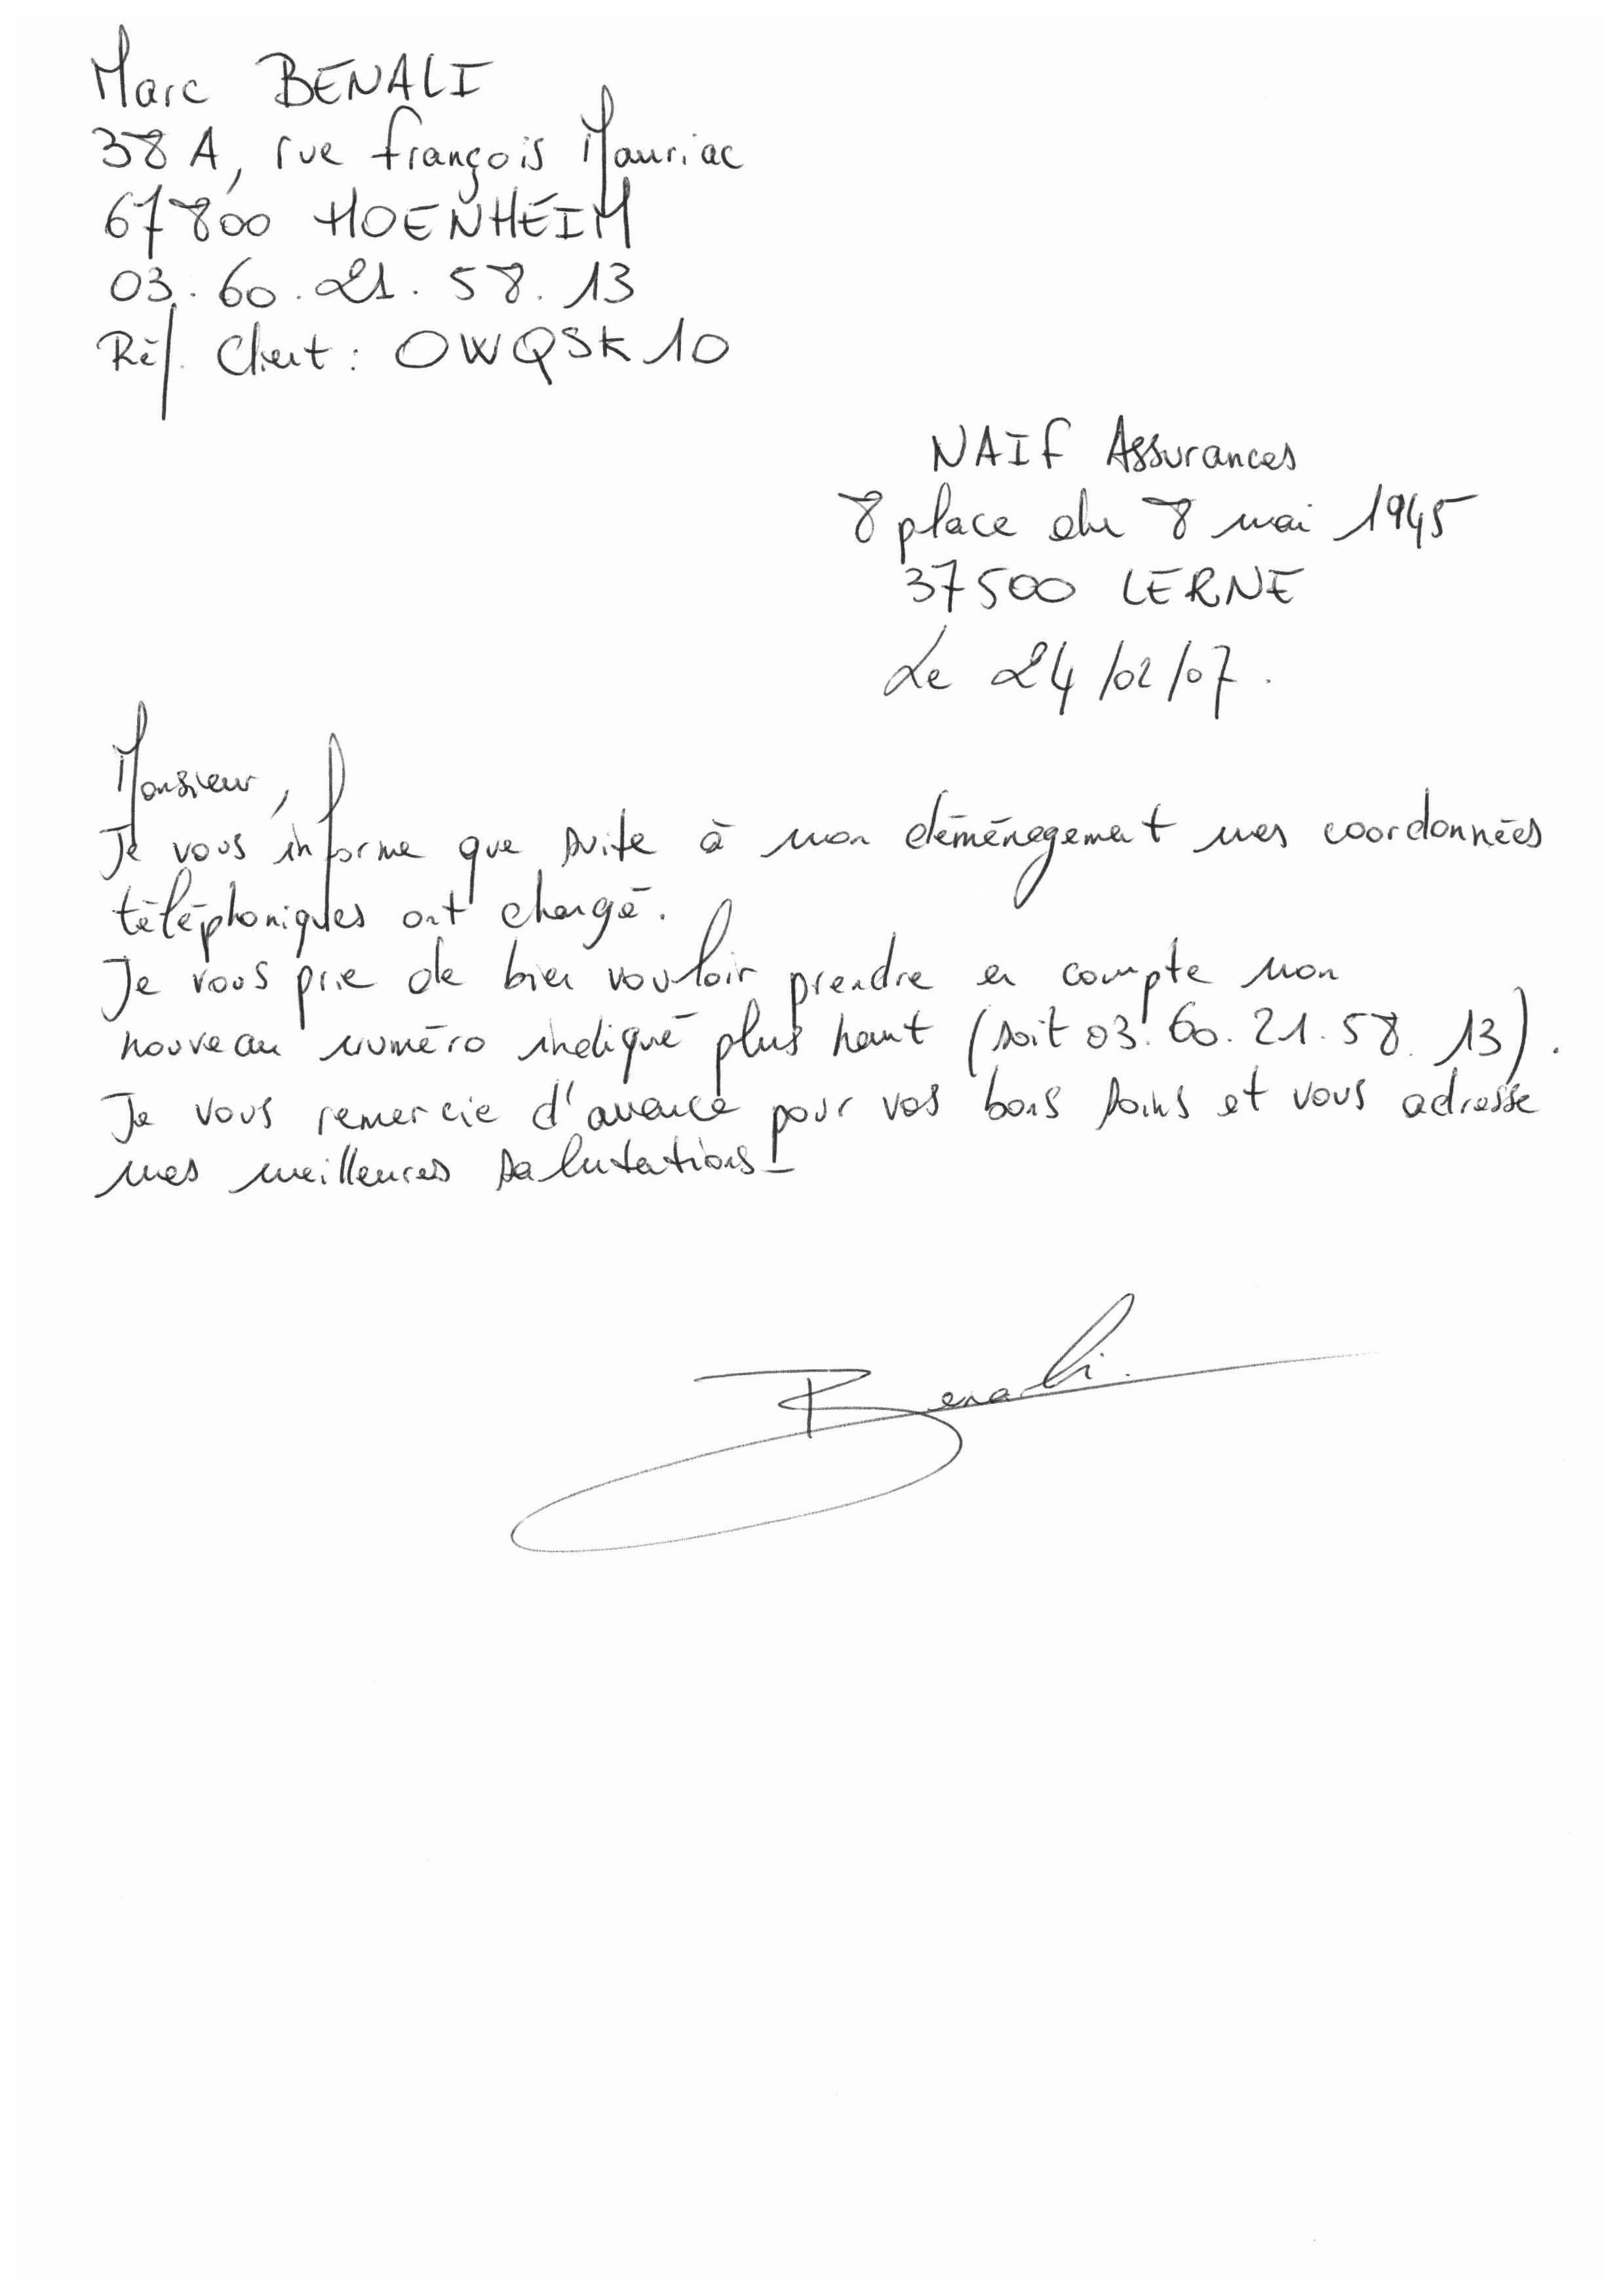 Marc BENALI
38 A, rue François Mauriac
67800 HOENHEIM
03.60.21.58.13
Réf. Client : OWQSK10
NAIF Assurances
8 place du 8 mai 1945
37500 LERNE
Le 24/02/07.
Monsieur,
Je vous informe que suite à mon déménagement mes coordonnées
téléphoniques ont changé.
Je vous prie de bien vouloir prendre en compte mon
nouveau numéro indiqué plus haut (soit 03.60.21.58.13).
Je vous remercie d'avance pour vos bons soins et vous adresse
mes meilleures salutations_
Benali.